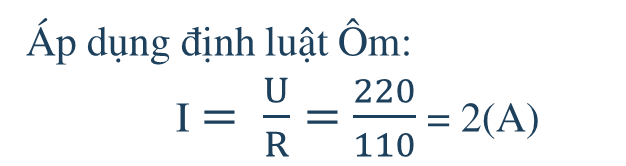 Áp dụng định luật Ôm:
I = U/R = 220/110 = 2(A)